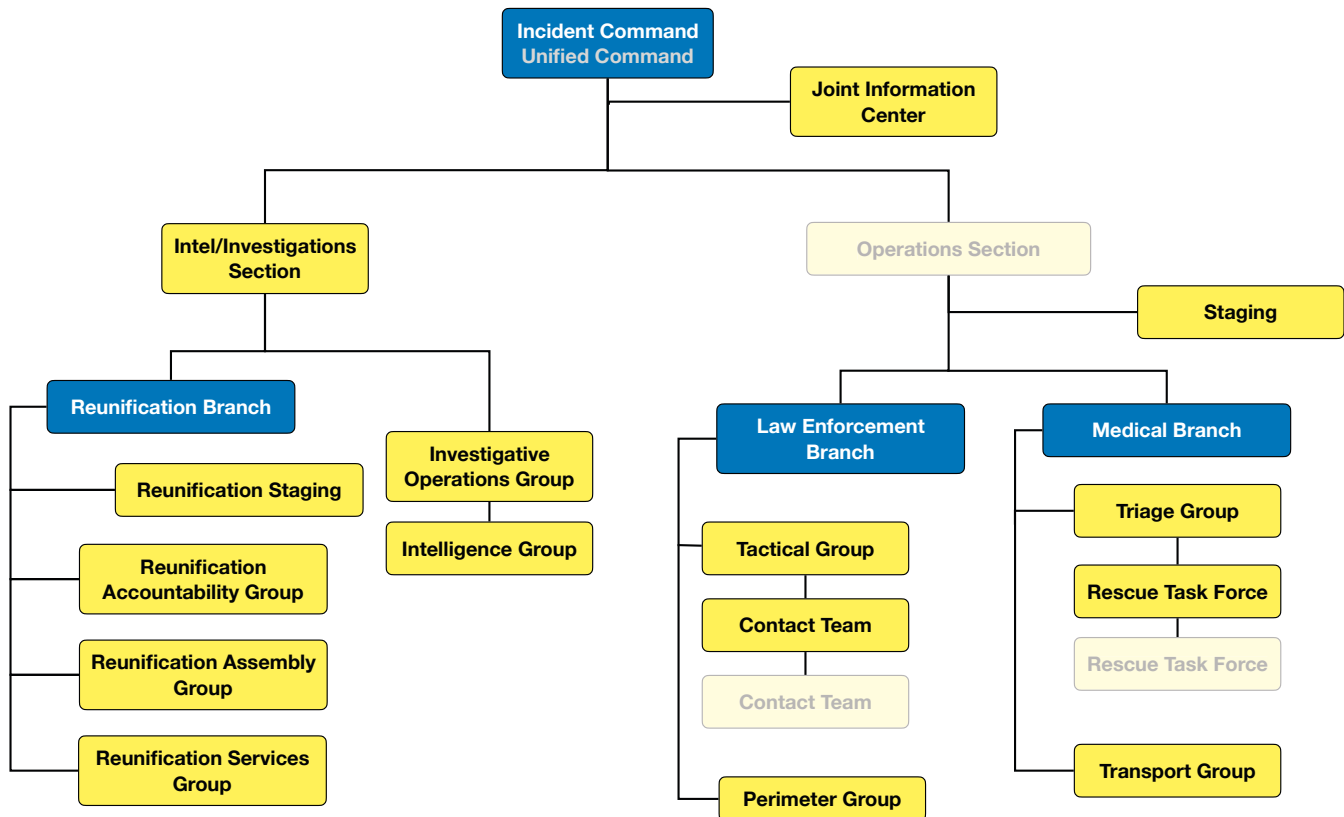 Incident Command
Unified Command
Joint Information
Center
Intel/Investigations
Section
Operations Section
Staging
Reunification Branch
Law Enforcement
Branch
Medical Branch
Investigative
Operations Group
Reunification Staging
Triage Group
Intelligence Group
Tactical Group
Reunification
Accountability Group
Rescue Task Force
Contact Team
Reunification Assembly
Group
Rescue Task Force
Contact Team
Reunification Services
Group
Transport Group
Perimeter Group